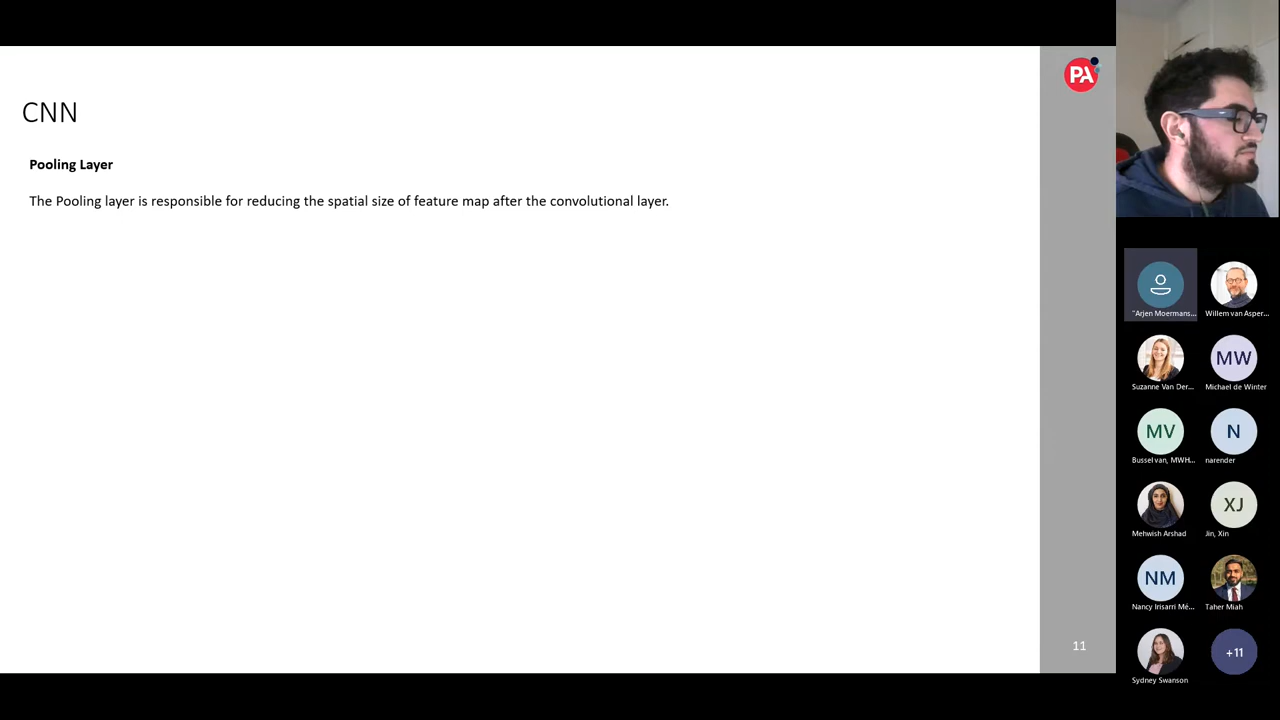 PA
CNN
Pooling Layer
The Pooling layer is responsible for reducing the spatial size of feature map after the convolutional layer.
11
"Arjen Moermans...
Willem van Asper...
Suzanne Van Der...
MW
Michael de Winter
MV
Bussel van, MWH...
N
narender
Mehwish Arshad
XJ
Jin, Xin
NM
Nancy Irisarri Mé...
Taher Miah
Sydney Swanson
+11